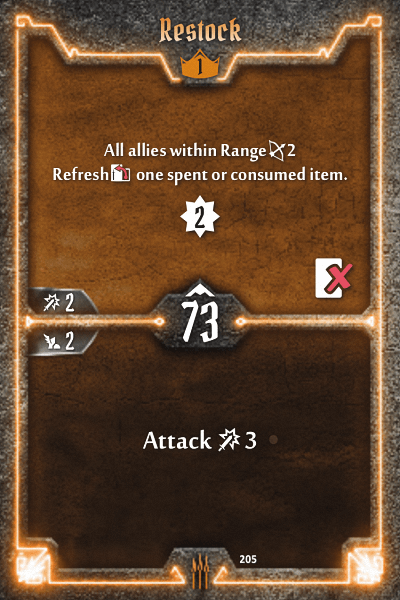 Restock
1
All allies within Range 2
Refresh one spent or consumed item.
2
2
73
2
Attack 3
205